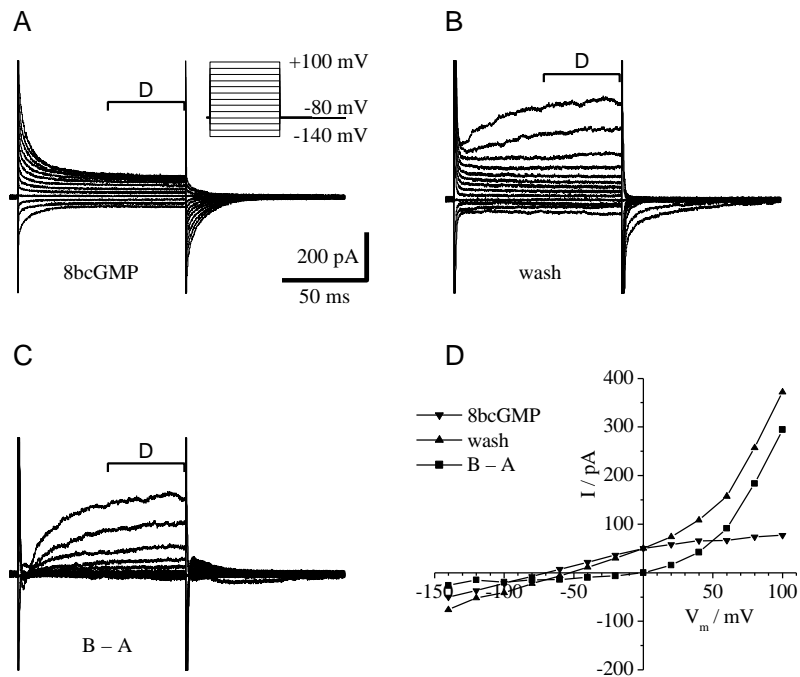 A
D
+100 mV
-80 mV
-140 mV
8bcGMP
200 pA
50 ms
B
D
wash
C
D
B – A
D
8bcGMP
wash
B – A
I / pA
400
300
200
100
-100
-200
-150
-100
-50
0
50
100
V_m / mV